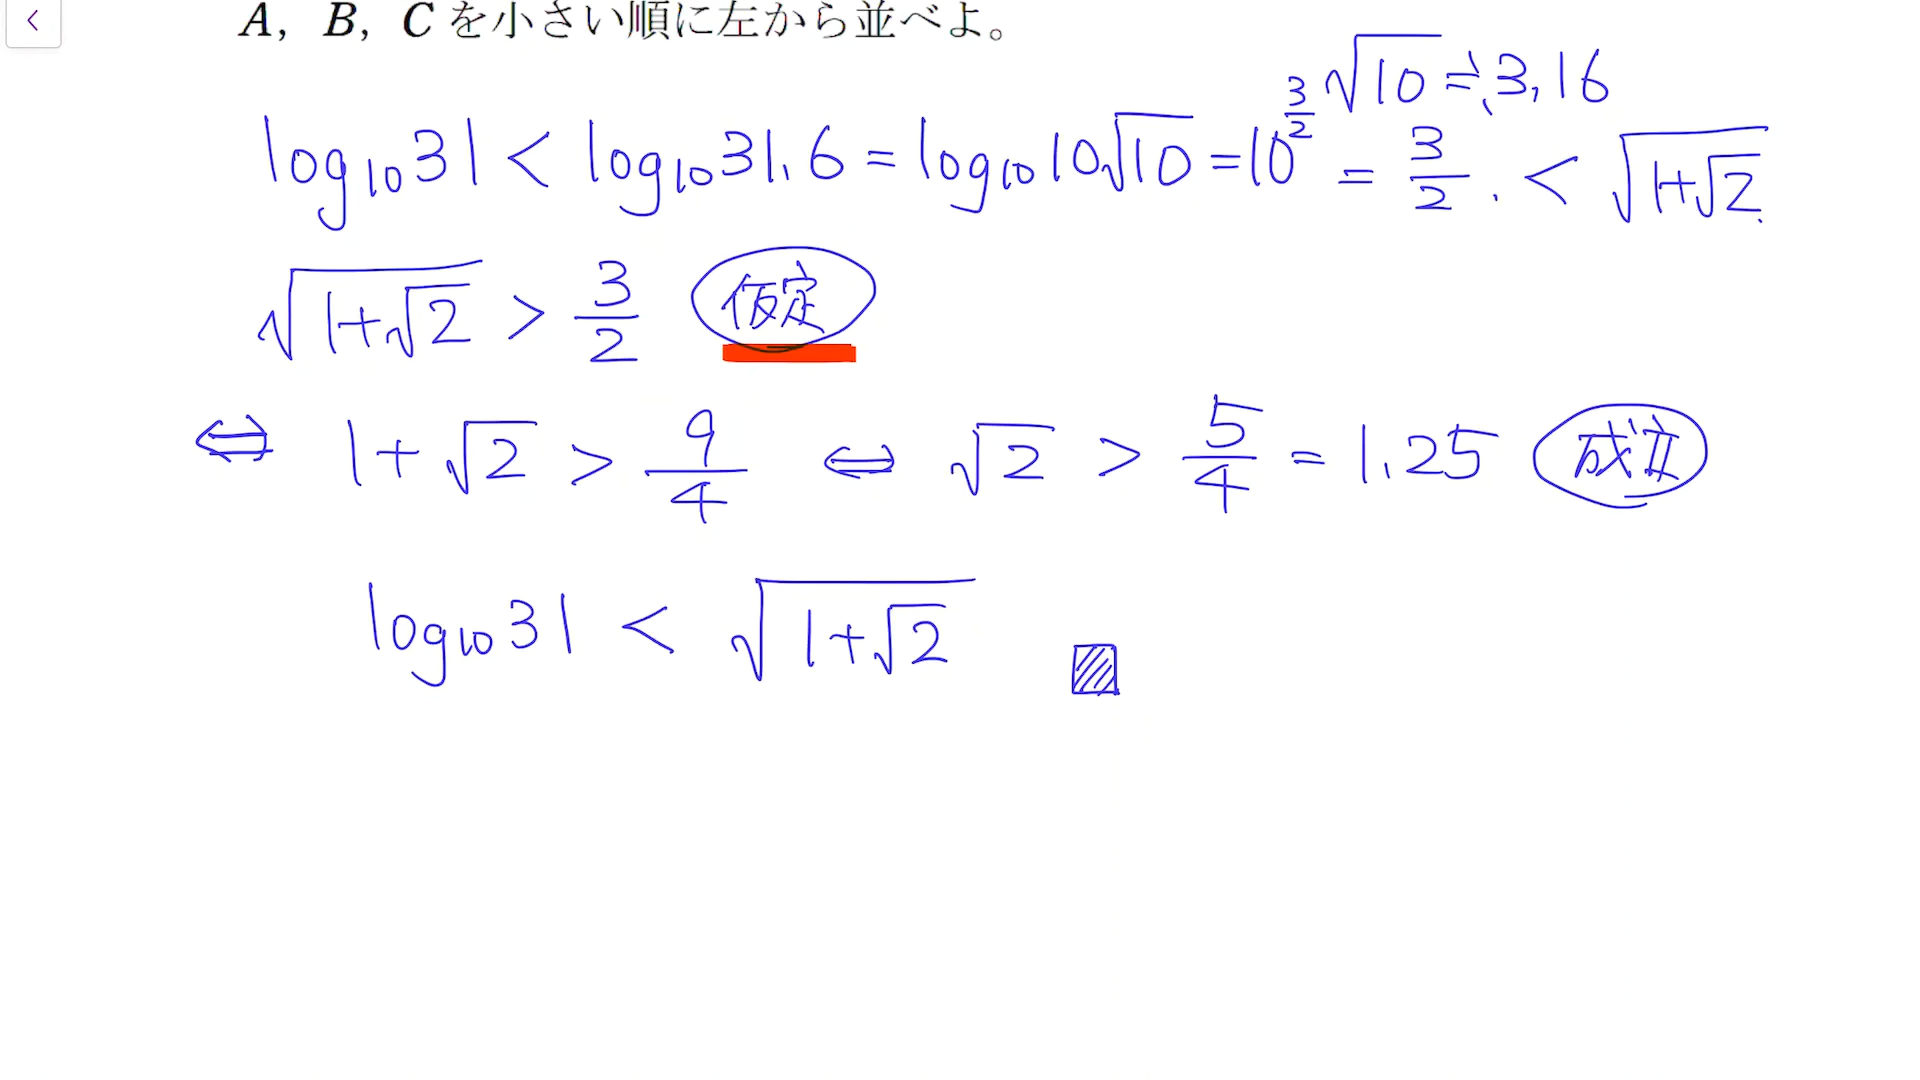 A, B, C を小さい順に左から並べよ。
√10 ≒ 3.16
log₁₀31 < log₁₀31.6 = log₁₀10√10 = 10^(3/2) = 3/2. < √(1+√2)
√(1+√2) > 3/2 仮定
⇔ 1+√2 > 9/4 ⇔ √2 > 5/4 = 1.25 成立
log₁₀31 < √(1+√2)